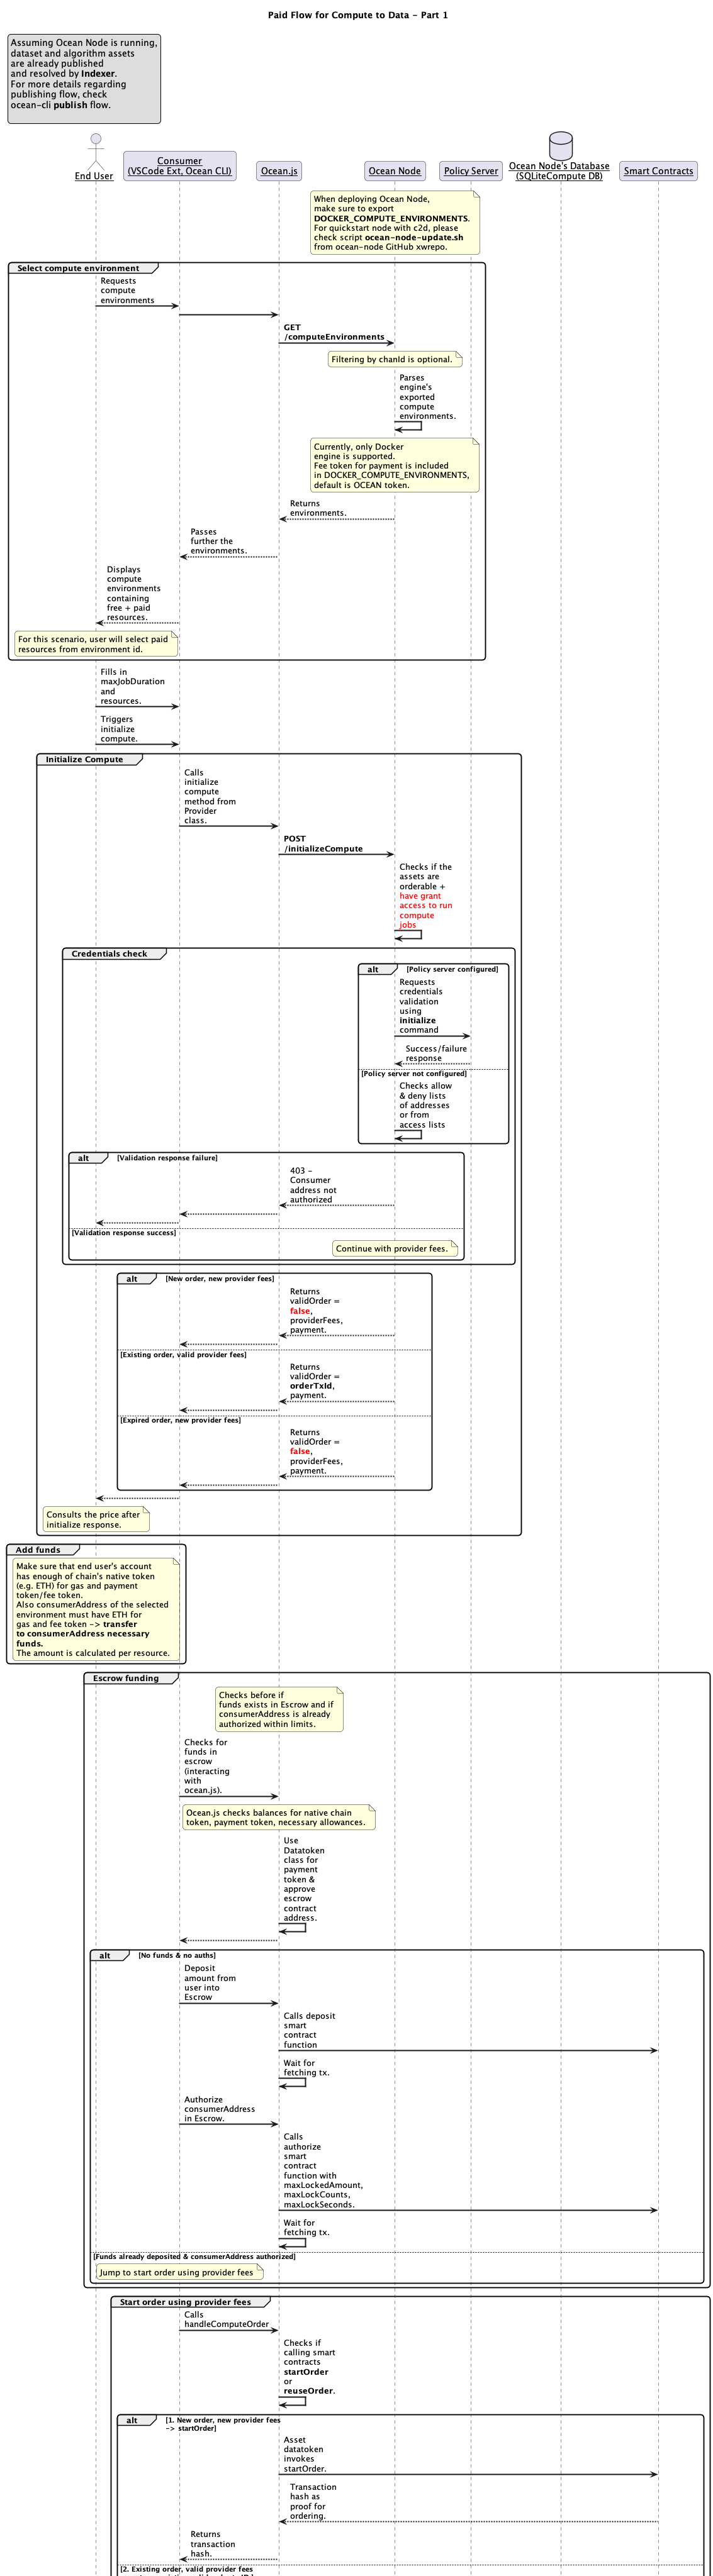 Paid Flow for Compute to Data - Part 1
Assuming Ocean Node is running,
dataset and algorithm assets
are already published
and resolved by Indexer.
For more details regarding
publishing flow, check
ocean-cli publish flow.
End User
Consumer
(VSCode Ext, Ocean CLI)
Ocean.js
Ocean Node
Policy Server
Ocean Node's Database
(SQLiteCompute DB)
Smart Contracts
When deploying Ocean Node,
make sure to export
DOCKER_COMPUTE_ENVIRONMENTS.
For quickstart node with c2d, please
check script ocean-node-update.sh
from ocean-node GitHub xwrepo.
Select compute environment
Requests
compute
environments
GET
/computeEnvironments
Filtering by chanId is optional.
Parses
engine's
exported
compute
environments.
Currently, only Docker
engine is supported.
Fee token for payment is included
in DOCKER_COMPUTE_ENVIRONMENTS,
default is OCEAN token.
Returns
environments.
Passes
further the
environments.
Displays
compute
environments
containing
free + paid
resources.
For this scenario, user will select paid
resources from environment id.
Fills in
maxJobDuration
and
resources.
Triggers
initialize
compute.
Initialize Compute
Calls
initialize
compute
method from
Provider
class.
POST
/initializeCompute
Checks if the
assets are
orderable +
have grant
access to run
compute
jobs
Credentials check
alt
[Policy server configured]
Requests
credentials
validation
using
initialize
command
Success/failure
response
[Policy server not configured]
Checks allow
& deny lists
of addresses
or from
access lists
alt
[Validation response failure]
403 -
Consumer
address not
authorized
[Validation response success]
Continue with provider fees.
alt
[New order, new provider fees]
Returns
validOrder =
false,
providerFees,
payment.
[Existing order, valid provider fees]
Returns
validOrder =
orderTxId,
payment.
[Expired order, new provider fees]
Returns
validOrder =
false,
providerFees,
payment.
Consults the price after
initialize response.
Add funds
Make sure that end user's account
has enough of chain's native token
(e.g. ETH) for gas and payment
token/fee token.
Also consumerAddress of the selected
environment must have ETH for
gas and fee token -> transfer
to consumerAddress necessary
funds.
The amount is calculated per resource.
Escrow funding
Checks before if
funds exists in Escrow and if
consumerAddress is already
authorized within limits.
Checks for
funds in
escrow
(interacting
with
ocean.js).
Ocean.js checks balances for native chain
token, payment token, necessary allowances.
Use
Datatoken
class for
payment
token &
approve
escrow
contract
address.
alt
[No funds & no auths]
Deposit
amount from
user into
Escrow
Calls deposit
smart
contract
function
Wait for
fetching tx.
Authorize
consumerAddress
in Escrow.
Calls
authorize
smart
contract
function with
maxLockedAmount,
maxLockCounts,
maxLockSeconds.
Wait for
fetching tx.
[Funds already deposited & consumerAddress authorized]
Jump to start order using provider fees
Start order using provider fees
Calls
handleComputeOrder
Checks if
calling smart
contracts
startOrder
or
reuseOrder.
alt
[1. New order, new provider fees
-> startOrder]
Asset
datatoken
invokes
startOrder.
Transaction
hash as
proof for
ordering.
Returns
transaction
hash.
[2. Existing order, valid provider fees